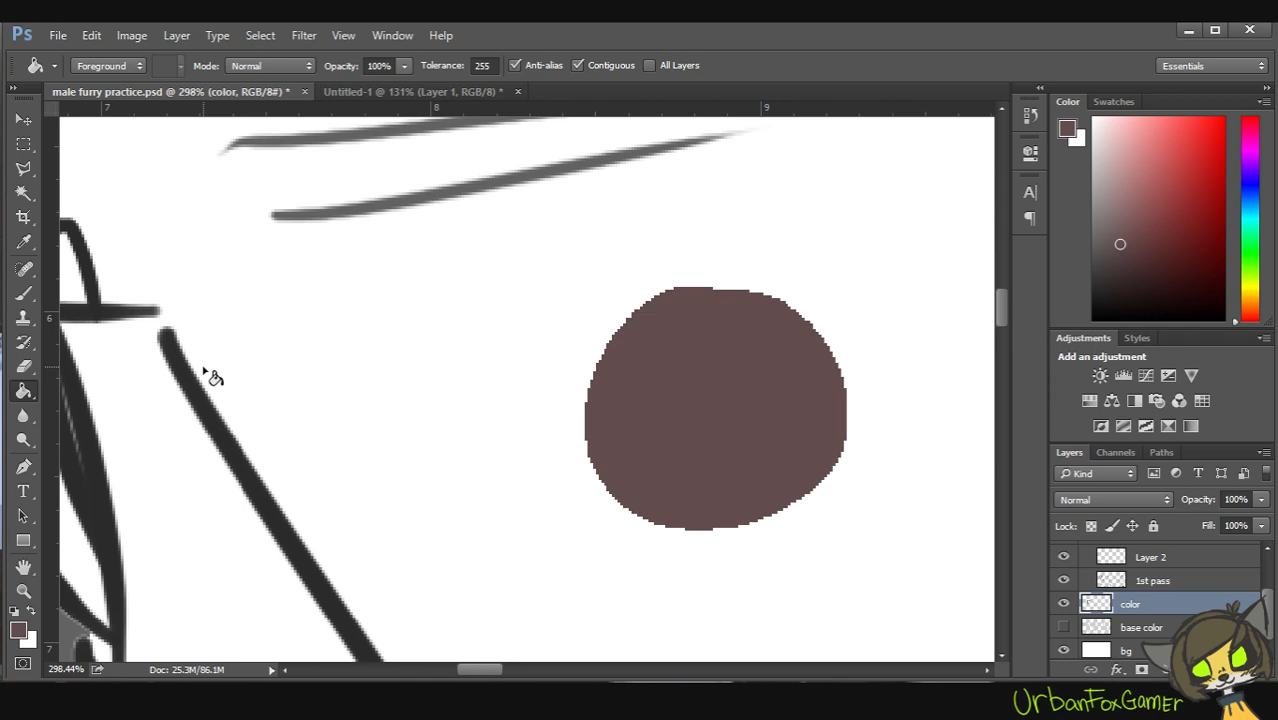 Ps File Edit Image Layer Type Select Filter View Window Help
Foreground Mode: Normal Opacity: 100% Tolerance: 255 Anti-alias Contiguous All Layers Essentials
male furry practice.psd @ 298% (color, RGB/8#) * × Untitled-1 @ 131% (Layer 1, RGB/8) * ×
7 8 9
6
7
Color Swatches
Adjustments Styles
Add an adjustment
Layers Channels Paths
Kind
Normal Opacity: 100%
Lock: Fill: 100%
Layer 2
1st pass
color
base color
bg
298.44% Doc: 25.3M/86.1M
fx
UrbanFoxGamer